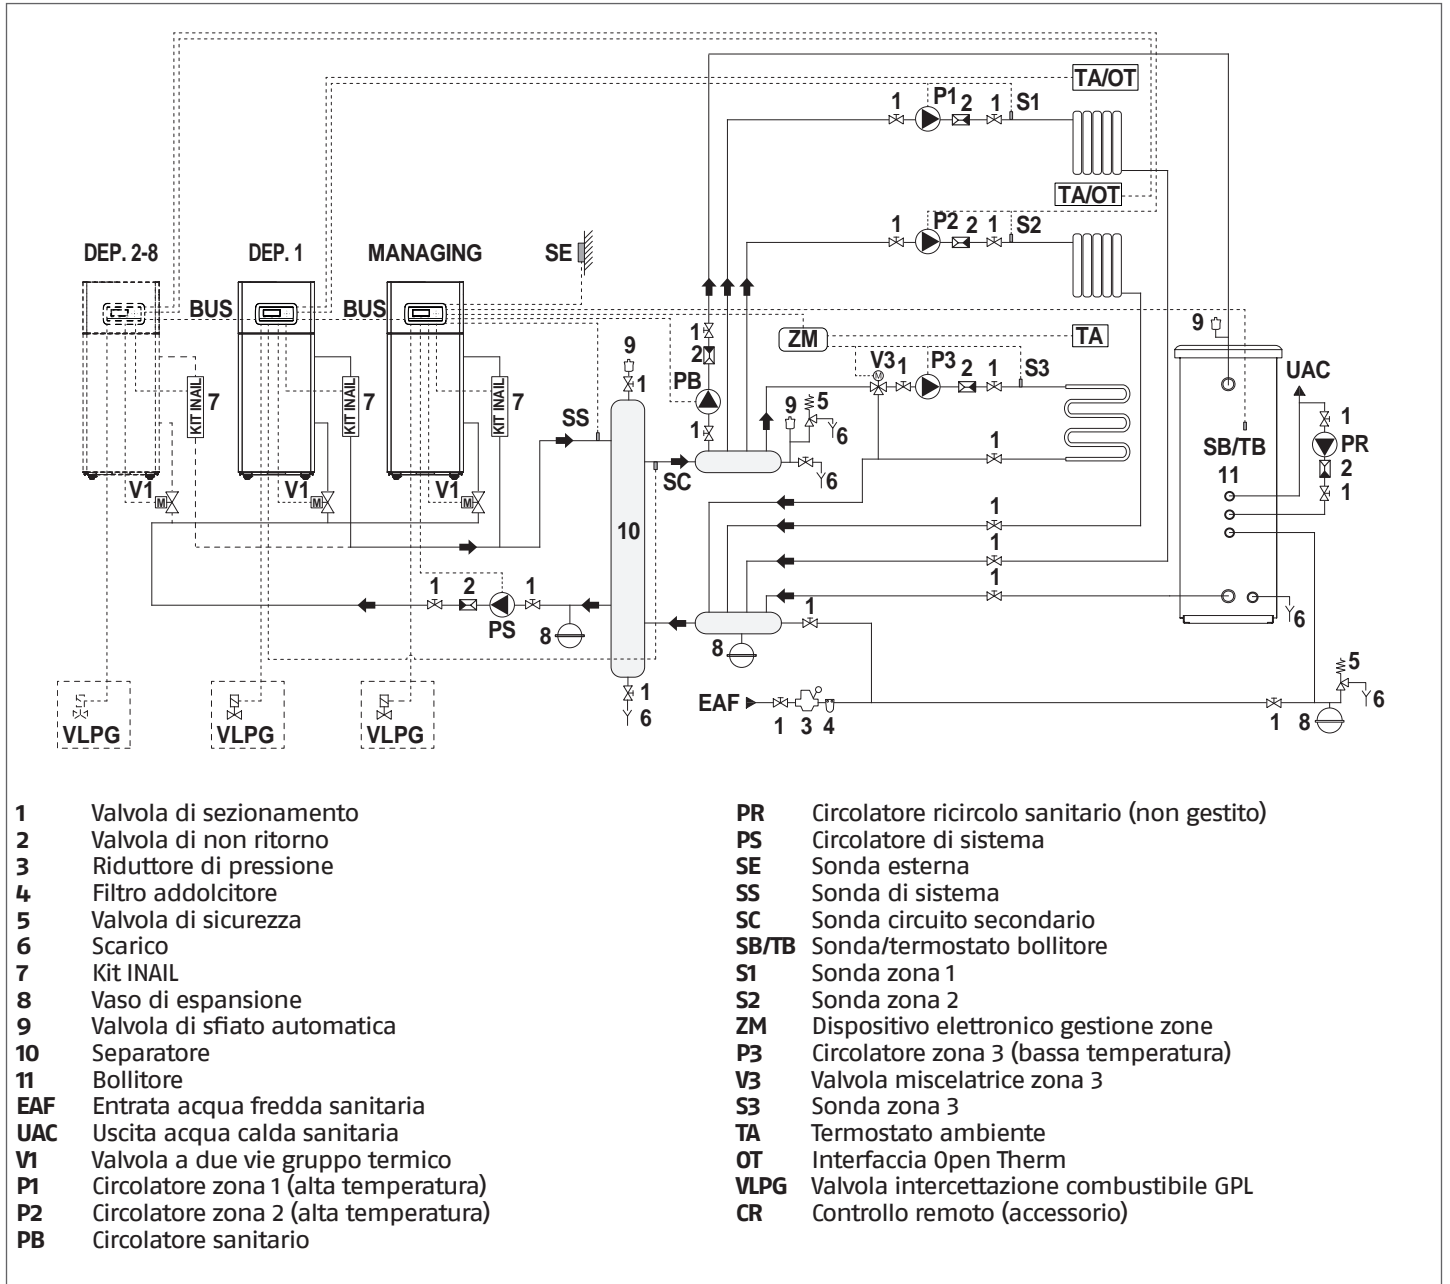 TA/OT
1 P1 2 1 S1
TA/OT
1 P2 2 1 S2
DEP. 2-8 DEP. 1 MANAGING SE
BUS BUS
ZM TA
9 1 1 2 PB 1
V3 1 P3 2 1 S3
9 5 6 6
KIT INAIL 7 KIT INAIL 7 KIT INAIL 7
SS SC
9 UAC
1 PR 2 1
SB/TB
11
V1 V1 V1
M M M M
10
1
1
1
1
1 2 1
PS 8
8 1
6
5 6
EAF 1 3 4 1 8
1 6
VLPG VLPG VLPG
1 Valvola di sezionamento
2 Valvola di non ritorno
3 Riduttore di pressione
4 Filtro addolcitore
5 Valvola di sicurezza
6 Scarico
7 Kit INAIL
8 Vaso di espansione
9 Valvola di sfiato automatica
10 Separatore
11 Bollitore
EAF Entrata acqua fredda sanitaria
UAC Uscita acqua calda sanitaria
V1 Valvola a due vie gruppo termico
P1 Circolatore zona 1 (alta temperatura)
P2 Circolatore zona 2 (alta temperatura)
PB Circolatore sanitario
PR Circolatore ricircolo sanitario (non gestito)
PS Circolatore di sistema
SE Sonda esterna
SS Sonda di sistema
SC Sonda circuito secondario
SB/TB Sonda/termostato bollitore
S1 Sonda zona 1
S2 Sonda zona 2
ZM Dispositivo elettronico gestione zone
P3 Circolatore zona 3 (bassa temperatura)
V3 Valvola miscelatrice zona 3
S3 Sonda zona 3
TA Termostato ambiente
OT Interfaccia Open Therm
VLPG Valvola intercettazione combustibile GPL
CR Controllo remoto (accessorio)